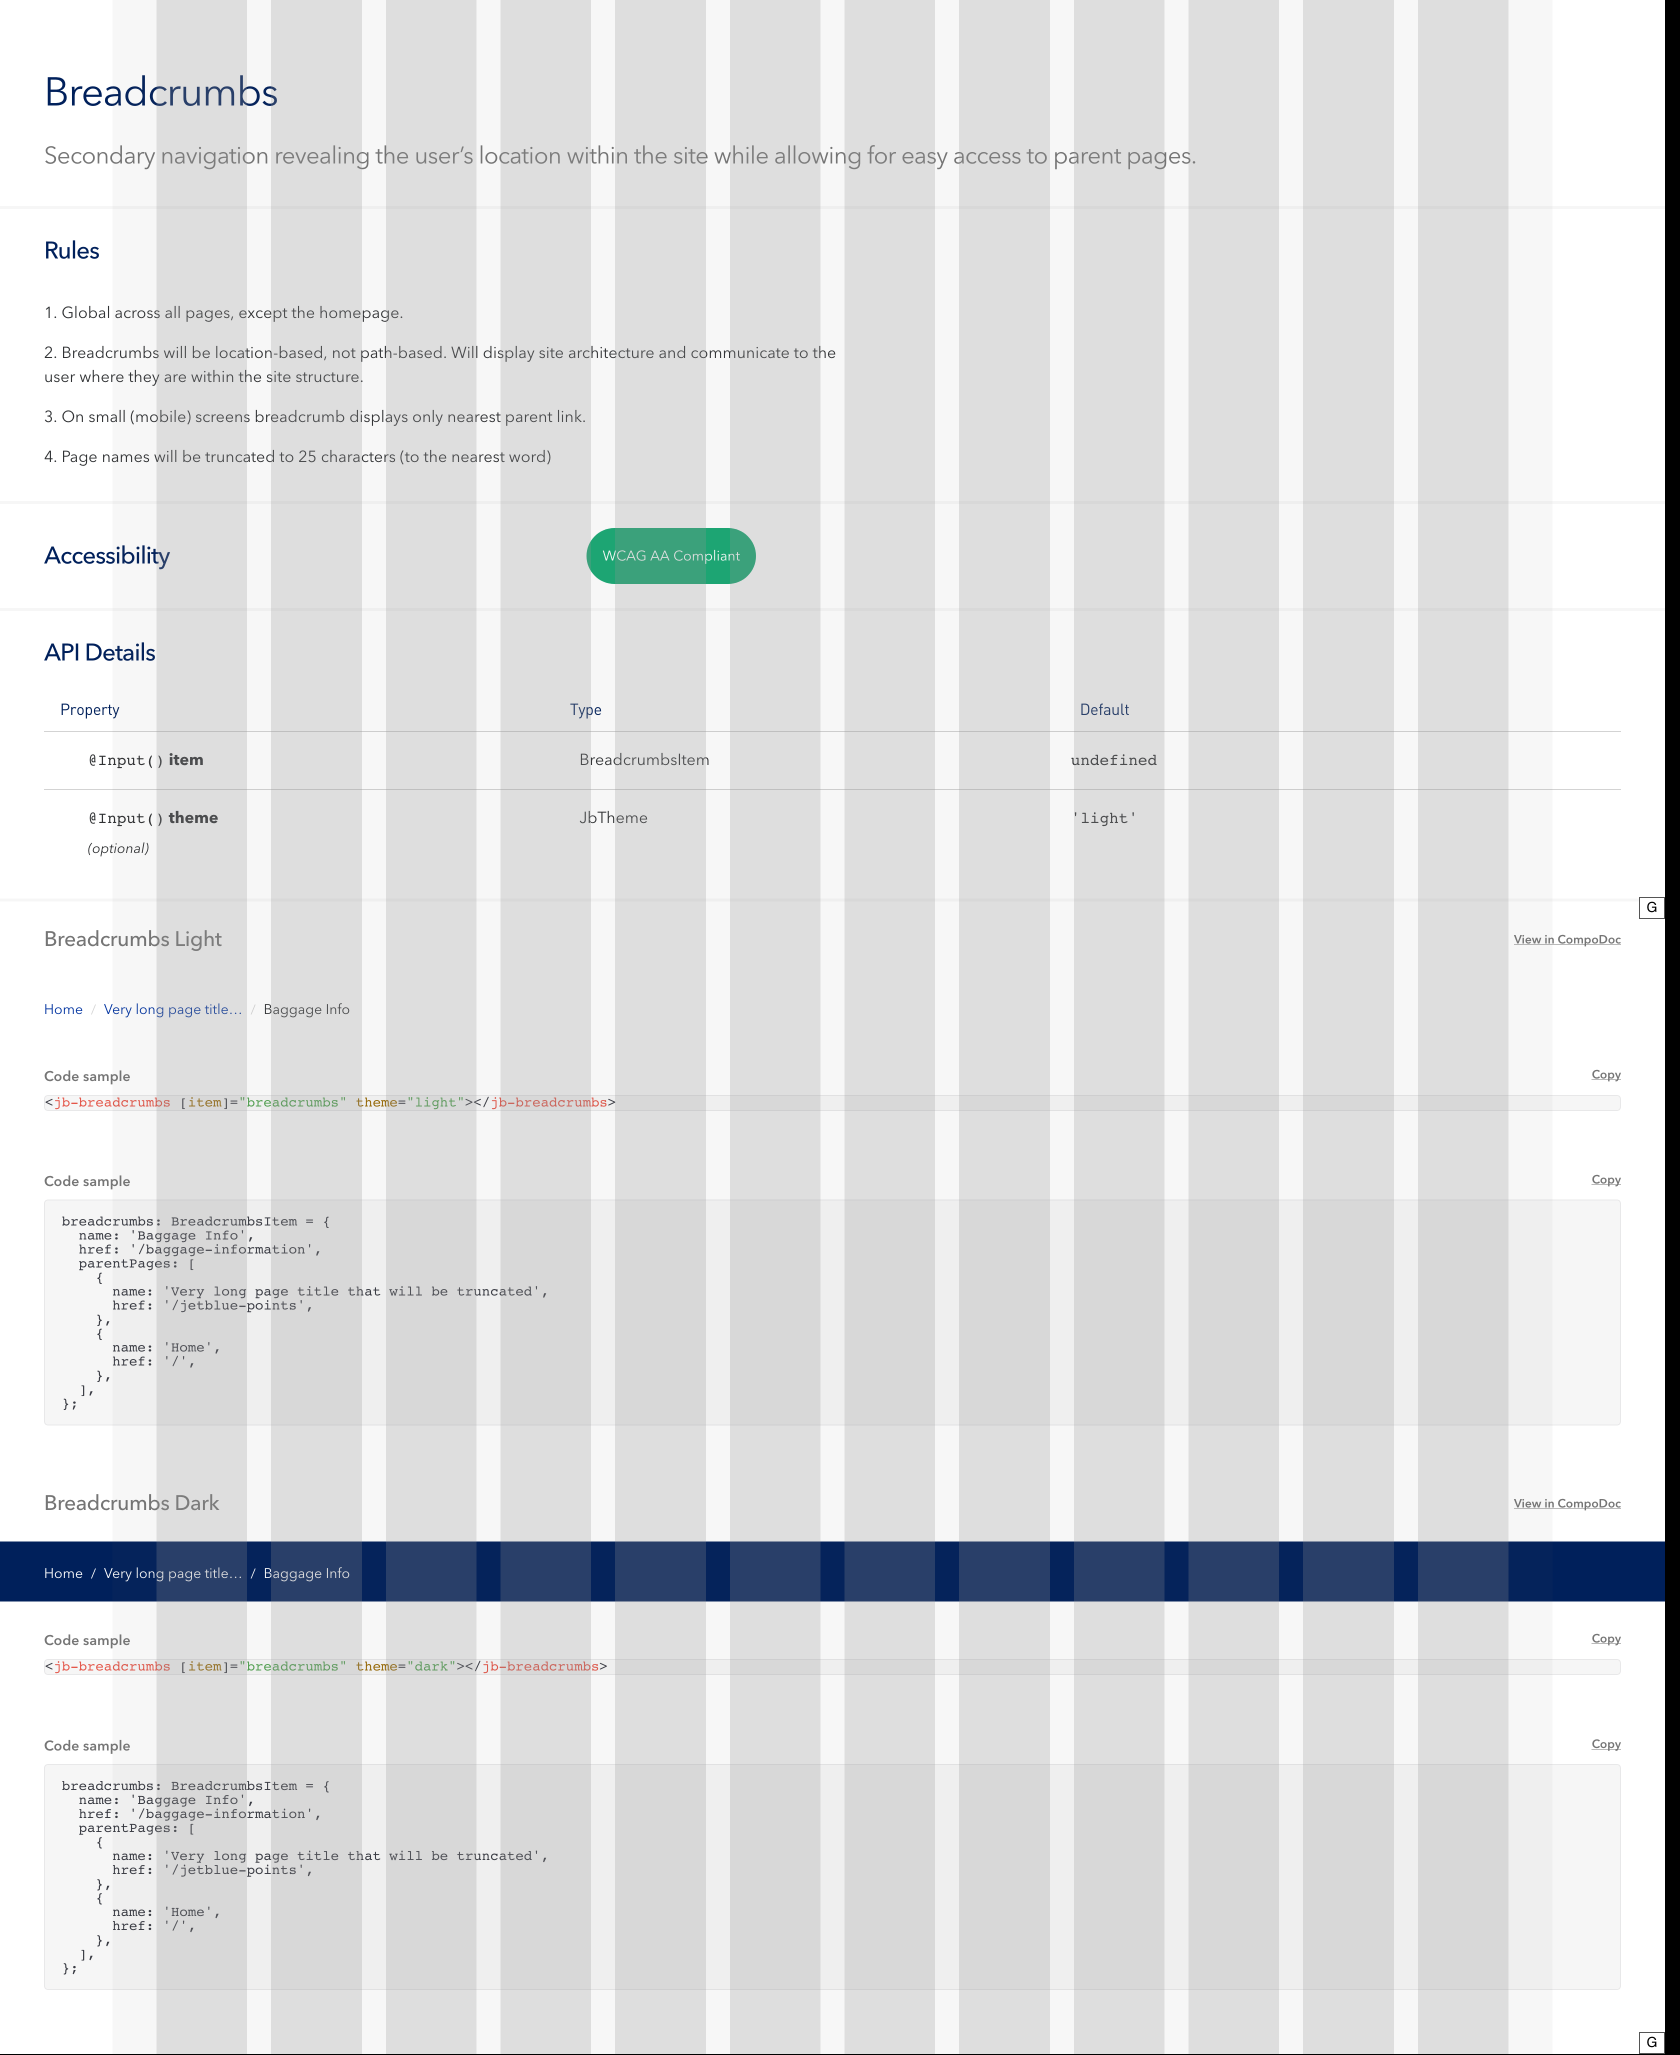 Breadcrumbs
Secondary navigation revealing the user’s location within the site while allowing for easy access to parent pages.
Rules
1. Global across all pages, except the homepage.
2. Breadcrumbs will be location-based, not path-based. Will display site architecture and communicate to the
user where they are within the site structure.
3. On small (mobile) screens breadcrumb displays only nearest parent link.
4. Page names will be truncated to 25 characters (to the nearest word)
Accessibility WCAG AA Compliant
API Details
Property Type Default
@Input() item BreadcrumbsItem undefined
@Input() theme JbTheme 'light'
(optional)
G
Breadcrumbs Light View in CompoDoc
Home / Very long page title… / Baggage Info
Code sample Copy
<jb-breadcrumbs [item]="breadcrumbs" theme="light"></jb-breadcrumbs>
Code sample Copy
breadcrumbs: BreadcrumbsItem = {
  name: 'Baggage Info',
  href: '/baggage-information',
  parentPages: [
    {
      name: 'Very long page title that will be truncated',
      href: '/jetblue-points',
    },
    {
      name: 'Home',
      href: '/',
    },
  ],
};
Breadcrumbs Dark View in CompoDoc
Home / Very long page title… / Baggage Info
Code sample Copy
<jb-breadcrumbs [item]="breadcrumbs" theme="dark"></jb-breadcrumbs>
Code sample Copy
breadcrumbs: BreadcrumbsItem = {
  name: 'Baggage Info',
  href: '/baggage-information',
  parentPages: [
    {
      name: 'Very long page title that will be truncated',
      href: '/jetblue-points',
    },
    {
      name: 'Home',
      href: '/',
    },
  ],
};
G